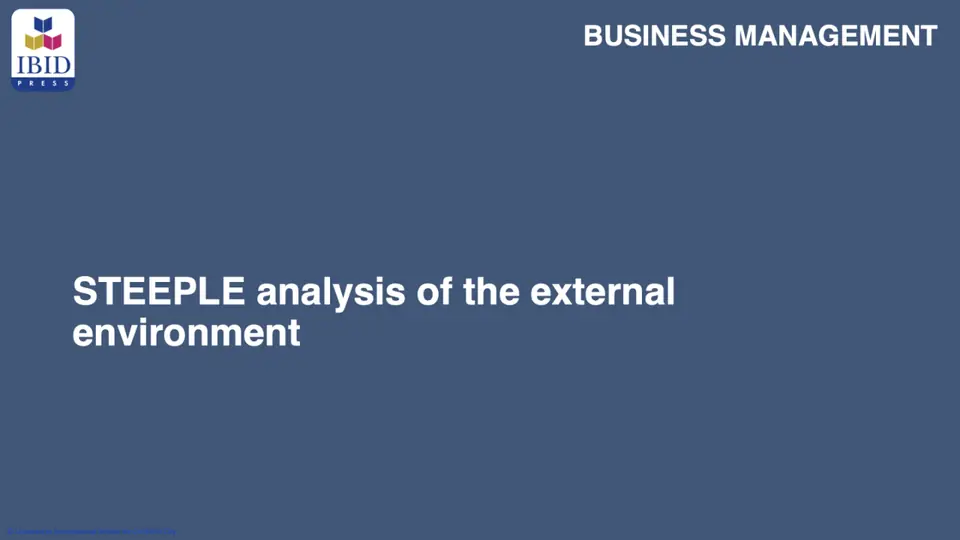 IBID
PRESS
BUSINESS MANAGEMENT
STEEPLE analysis of the external
environment